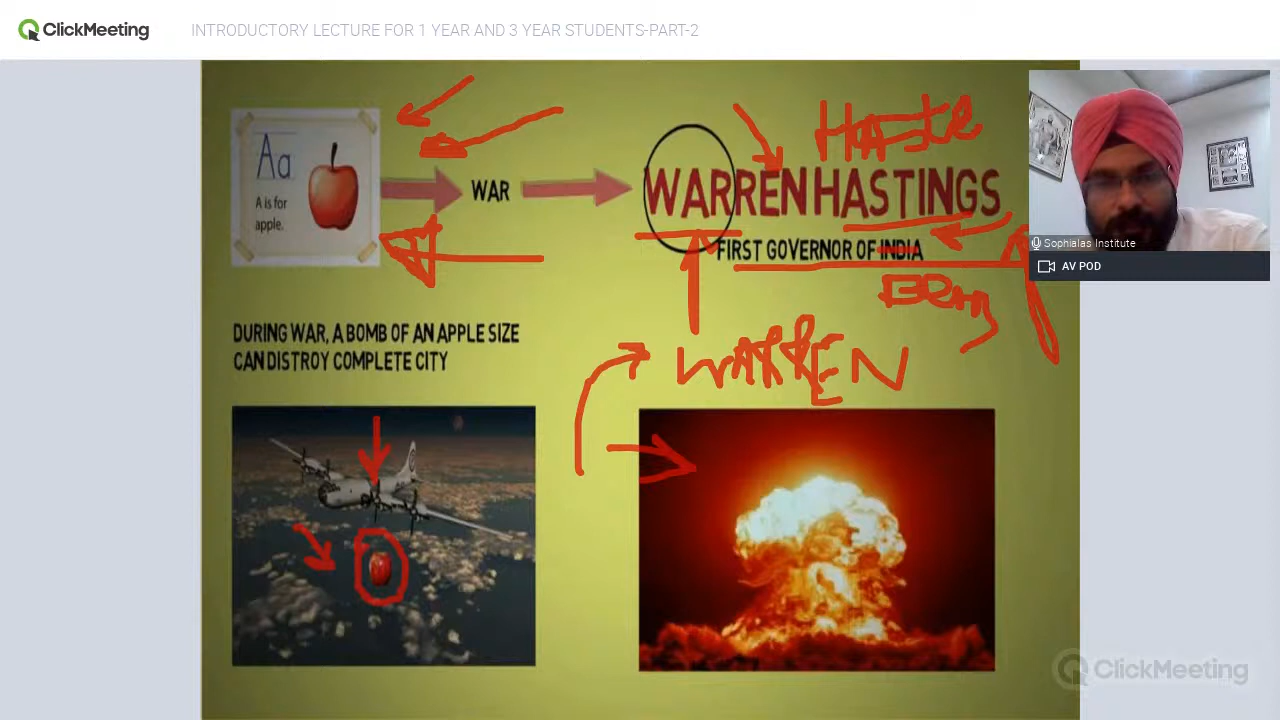 ClickMeeting
INTRODUCTORY LECTURE FOR 1 YEAR AND 3 YEAR STUDENTS-PART-2
Aa
A is for
apple.
WAR
WARREN HASTINGS
FIRST GOVERNOR OF INDIA
WARREN
DURING WAR, A BOMB OF AN APPLE SIZE
CAN DISTROY COMPLETE CITY
Sophialas Institute
AV POD
ClickMeeting